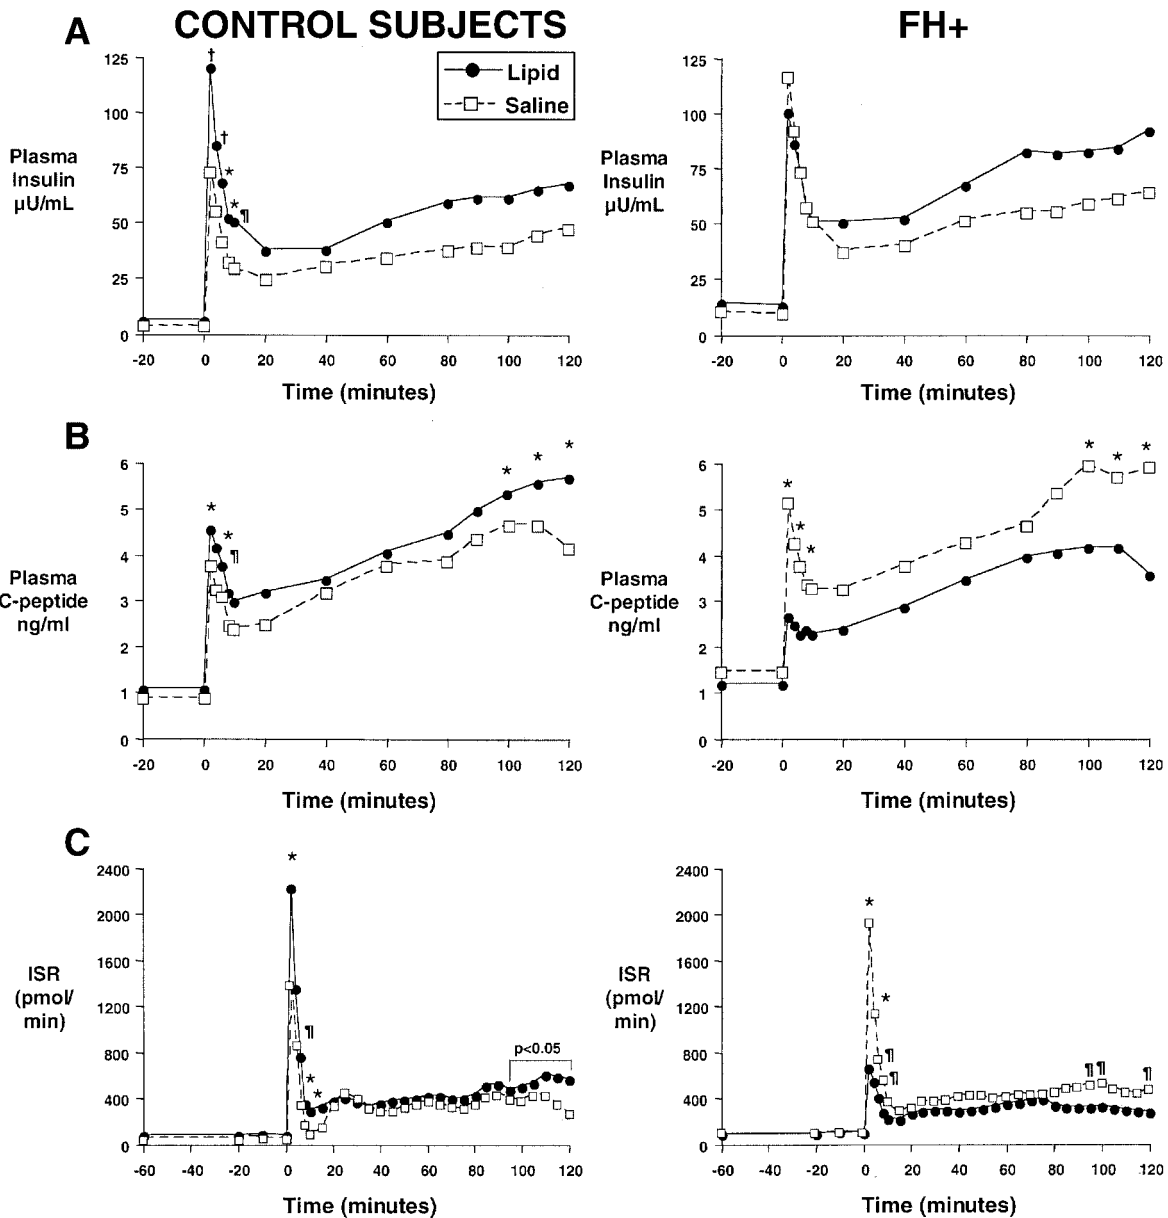 A
CONTROL SUBJECTS
FH+
Lipid
Saline
Plasma
Insulin
µU/mL
125
100
75
50
25
0
† † * * ¶
-20 0 20 40 60 80 100 120
Time (minutes)
Plasma
Insulin
µU/mL
125
100
75
50
25
0
-20 0 20 40 60 80 100 120
Time (minutes)
B
Plasma
C-peptide
ng/ml
6
5
4
3
2
1
0
* * ¶ * * *
-20 0 20 40 60 80 100 120
Time (minutes)
Plasma
C-peptide
ng/ml
6
5
4
3
2
1
0
* * * * * *
-20 0 20 40 60 80 100 120
Time (minutes)
C
ISR
(pmol/
min)
2400
2000
1600
1200
800
400
0
* ¶ * *
p<0.05
-60 -40 -20 0 20 40 60 80 100 120
Time (minutes)
ISR
(pmol/
min)
2400
2000
1600
1200
800
400
0
* * ¶ ¶ ¶ ¶ ¶
-60 -40 -20 0 20 40 60 80 100 120
Time (minutes)